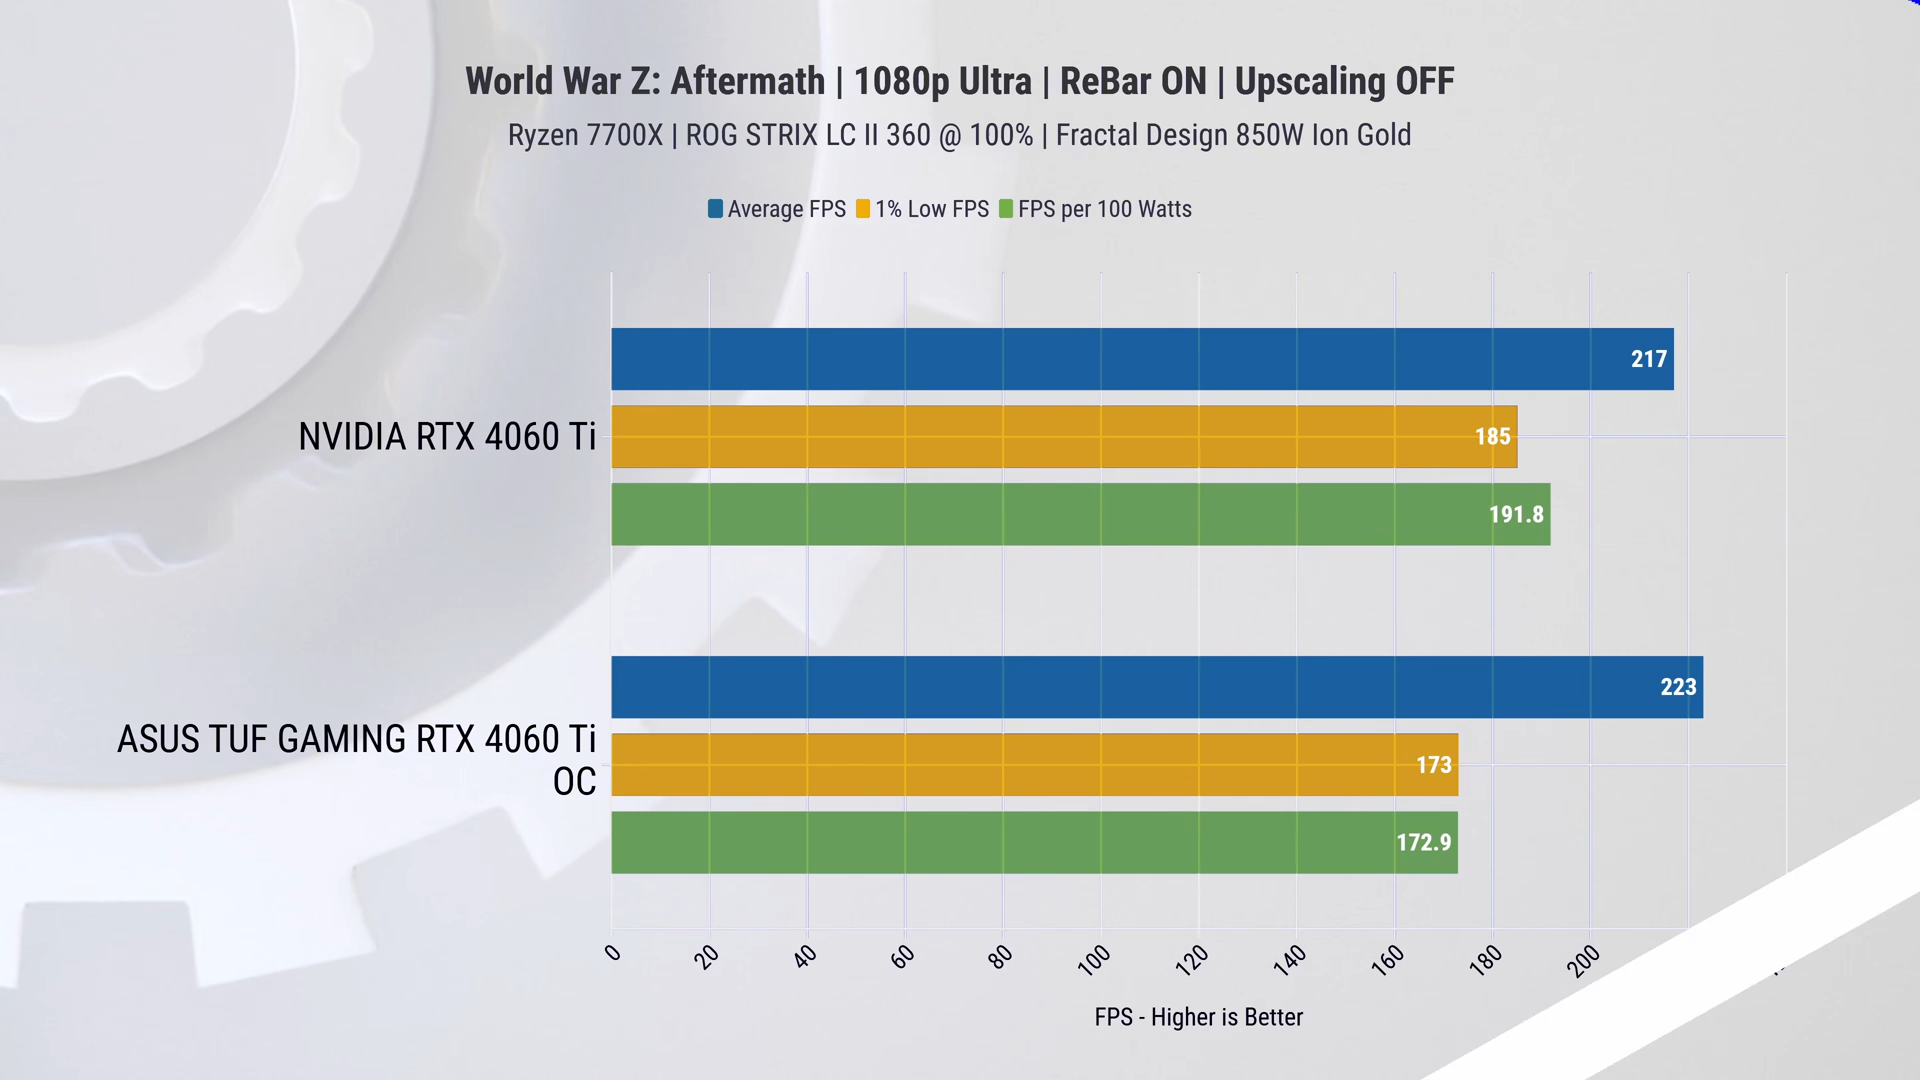 World War Z: Aftermath | 1080p Ultra | ReBar ON | Upscaling OFF
Ryzen 7700X | ROG STRIX LC II 360 @ 100% | Fractal Design 850W Ion Gold
Average FPS 1% Low FPS FPS per 100 Watts
217
NVIDIA RTX 4060 Ti
185
191.8
223
ASUS TUF GAMING RTX 4060 Ti
OC
173
172.9
0 20 40 60 80 100 120 140 160 180 200
FPS - Higher is Better